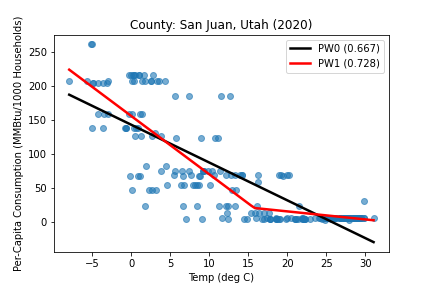 County: San Juan, Utah (2020)
PW0 (0.667)
PW1 (0.728)
Per-Capita Consumption (MMBtu/1000 Households)
250
200
150
100
50
0
−5
0
5
10
15
20
25
30
Temp (deg C)